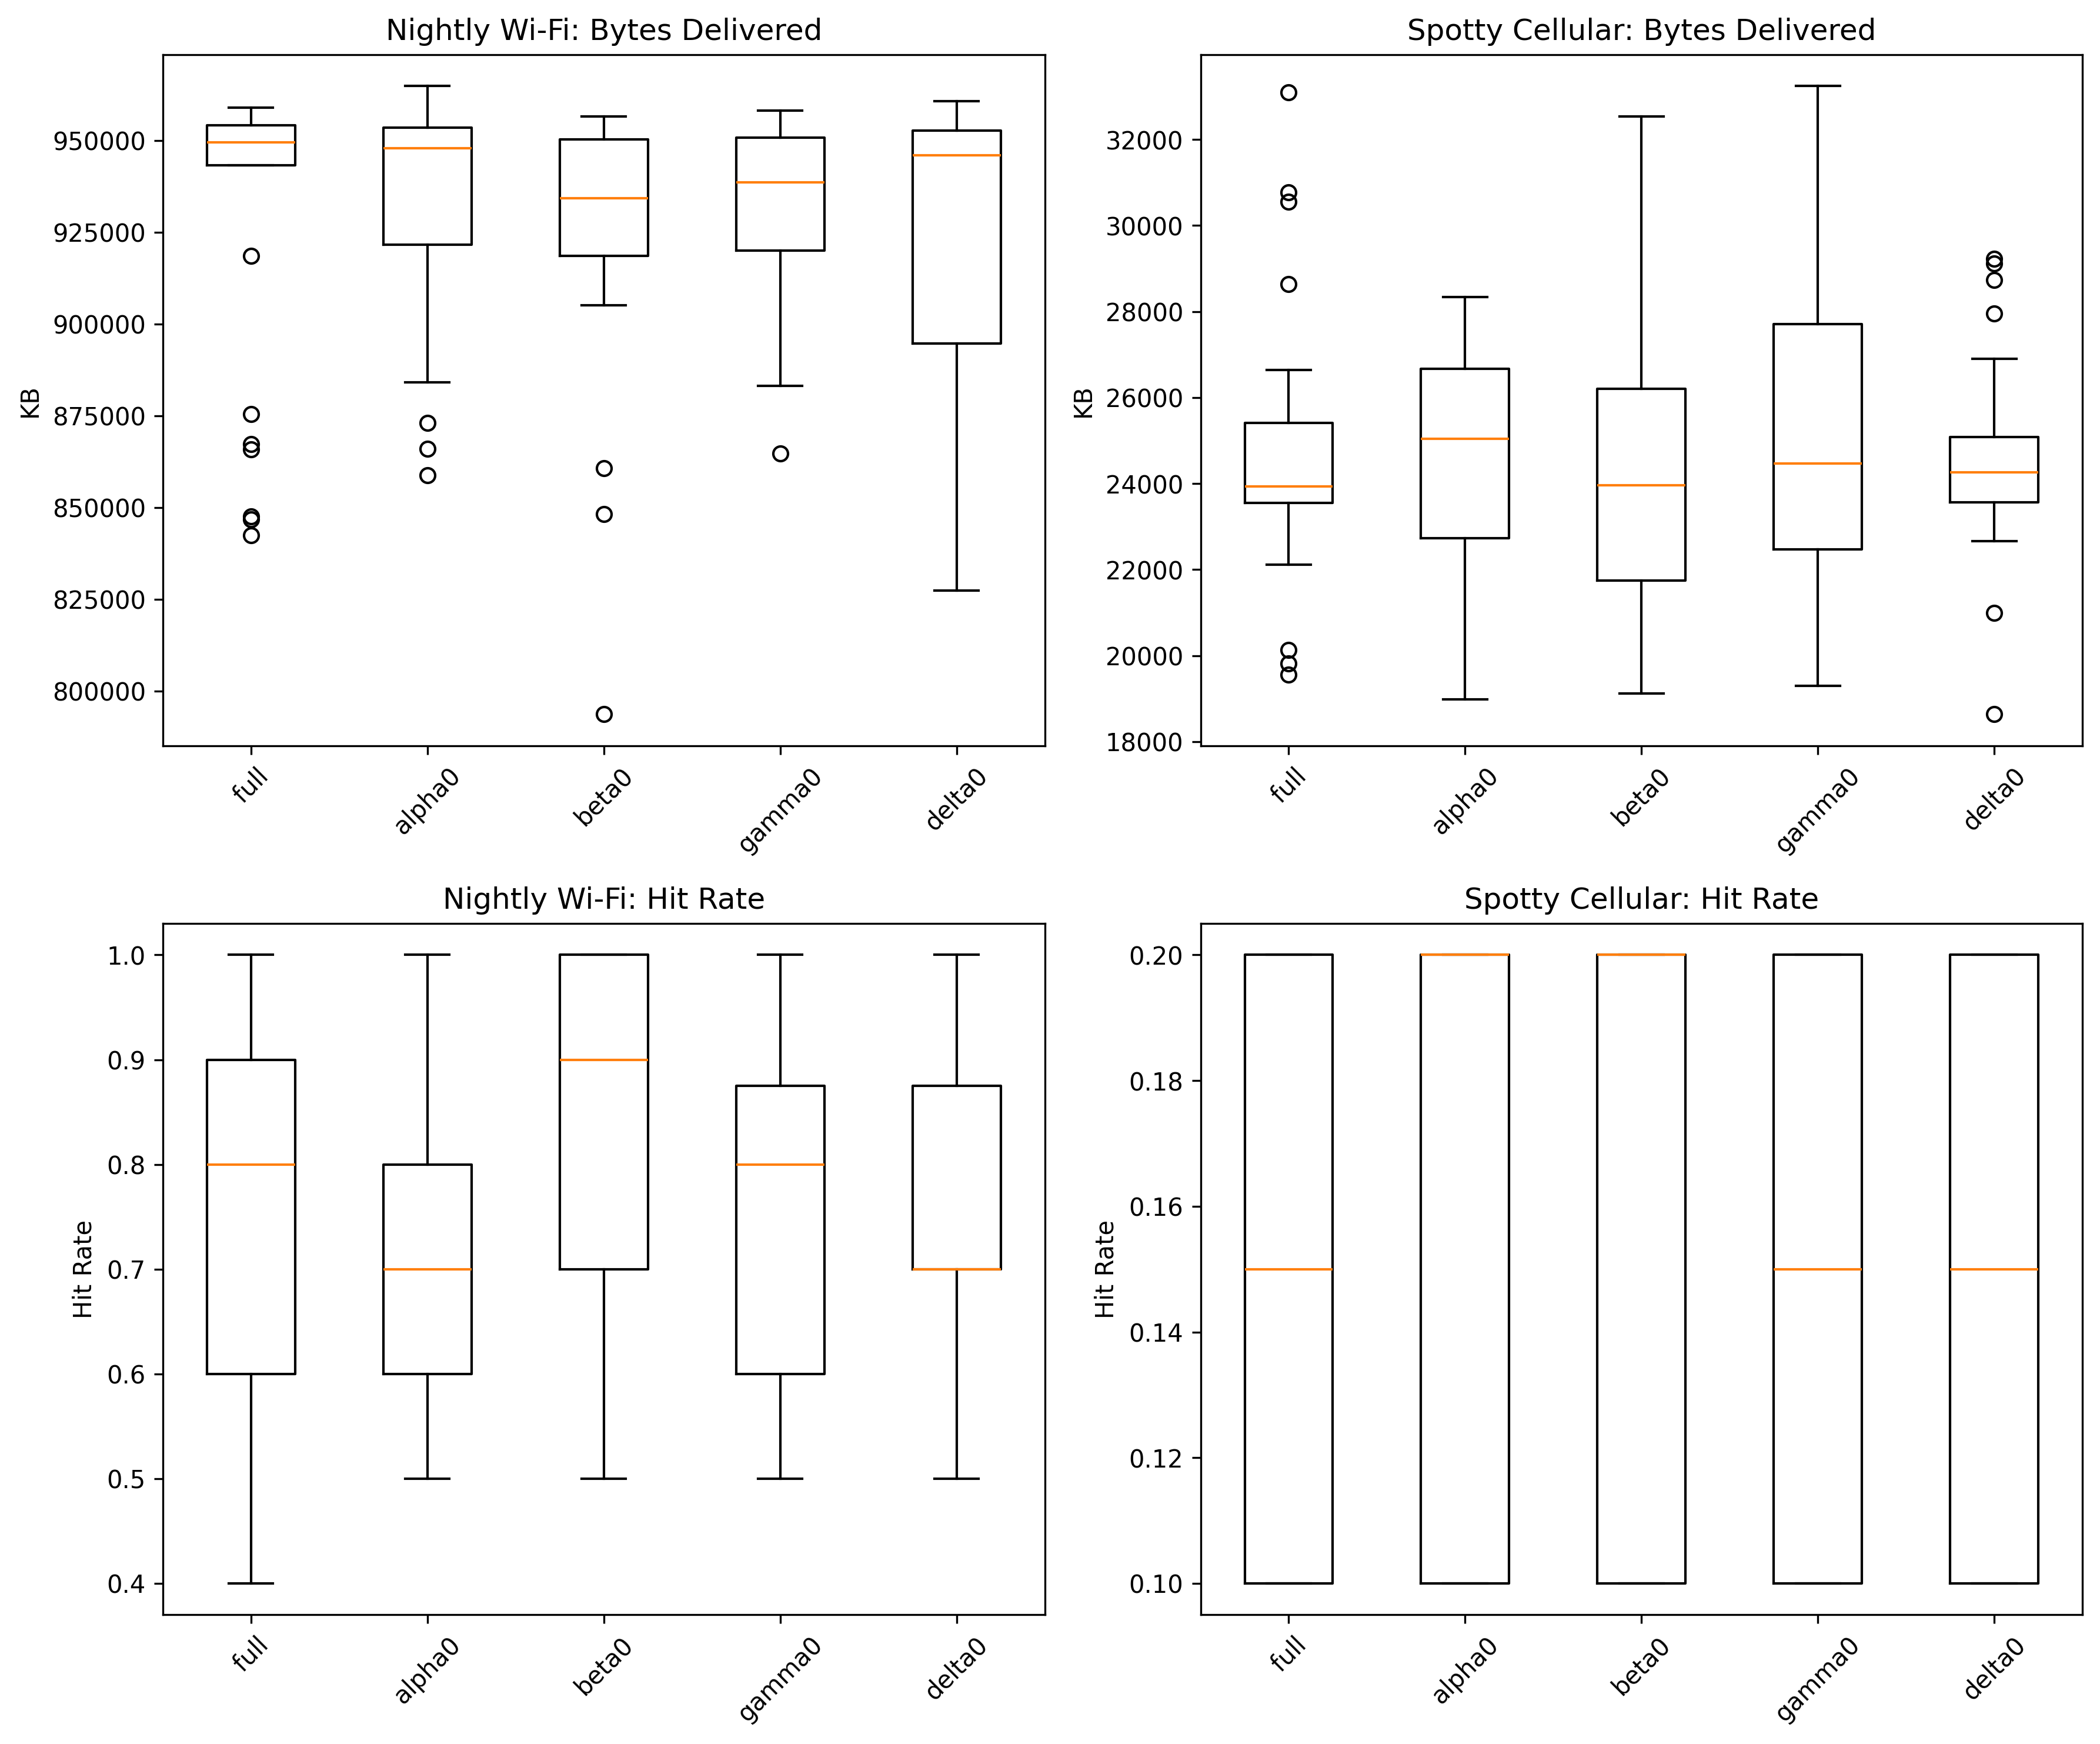 Nightly Wi-Fi: Bytes Delivered
KB
950000
925000
900000
875000
850000
825000
800000
full
alpha0
beta0
gamma0
delta0
Spotty Cellular: Bytes Delivered
KB
32000
30000
28000
26000
24000
22000
20000
18000
full
alpha0
beta0
gamma0
delta0
Nightly Wi-Fi: Hit Rate
Hit Rate
1.0
0.9
0.8
0.7
0.6
0.5
0.4
full
alpha0
beta0
gamma0
delta0
Spotty Cellular: Hit Rate
Hit Rate
0.20
0.18
0.16
0.14
0.12
0.10
full
alpha0
beta0
gamma0
delta0